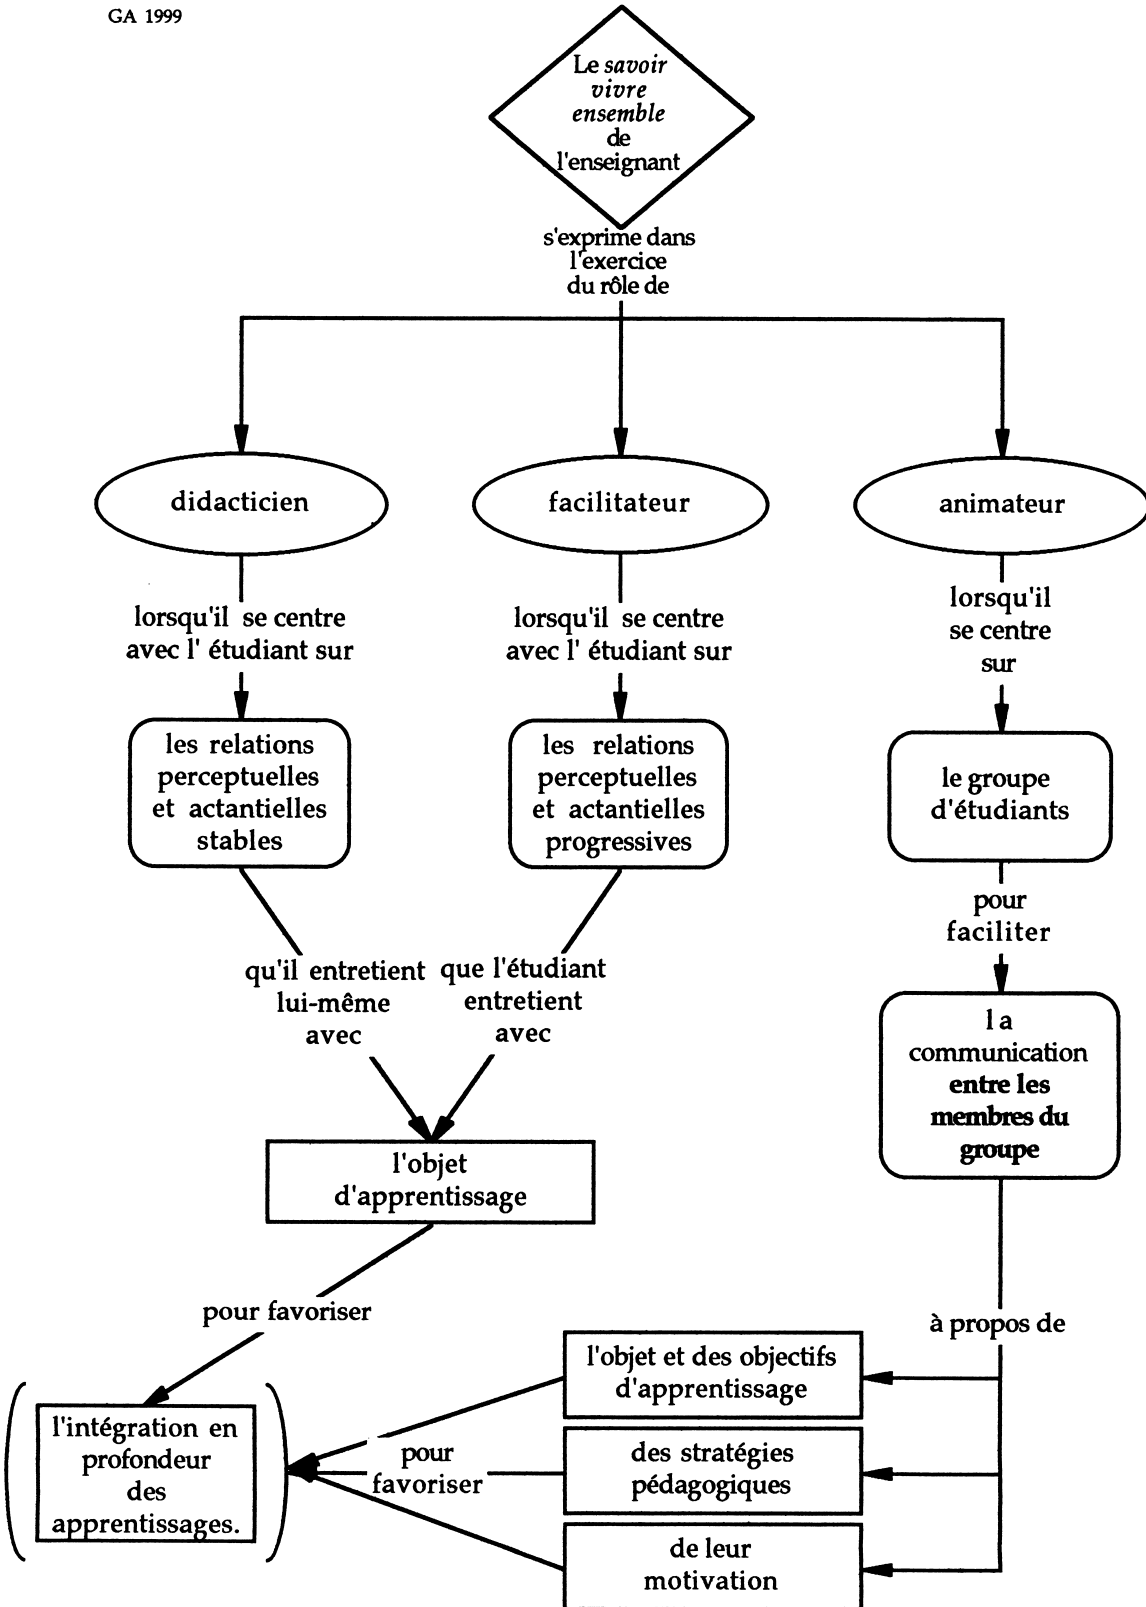 GA 1999
Le savoir
vivre
ensemble
de
l'enseignant
s'exprime dans
l'exercice
du rôle de
didacticien
facilitateur
animateur
lorsqu'il se centre
avec l' étudiant sur
lorsqu'il se centre
avec l' étudiant sur
lorsqu'il
se centre
sur
les relations
perceptuelles
et actantielles
stables
les relations
perceptuelles
et actantielles
progressives
le groupe
d'étudiants
pour
faciliter
qu'il entretient
lui-même
avec
que l'étudiant
entretient
avec
la
communication
entre les
membres du
groupe
l'objet
d'apprentissage
pour favoriser
à propos de
l'objet et des objectifs
d'apprentissage
des stratégies
pédagogiques
de leur
motivation
pour
favoriser
l'intégration en
profondeur
des
apprentissages.